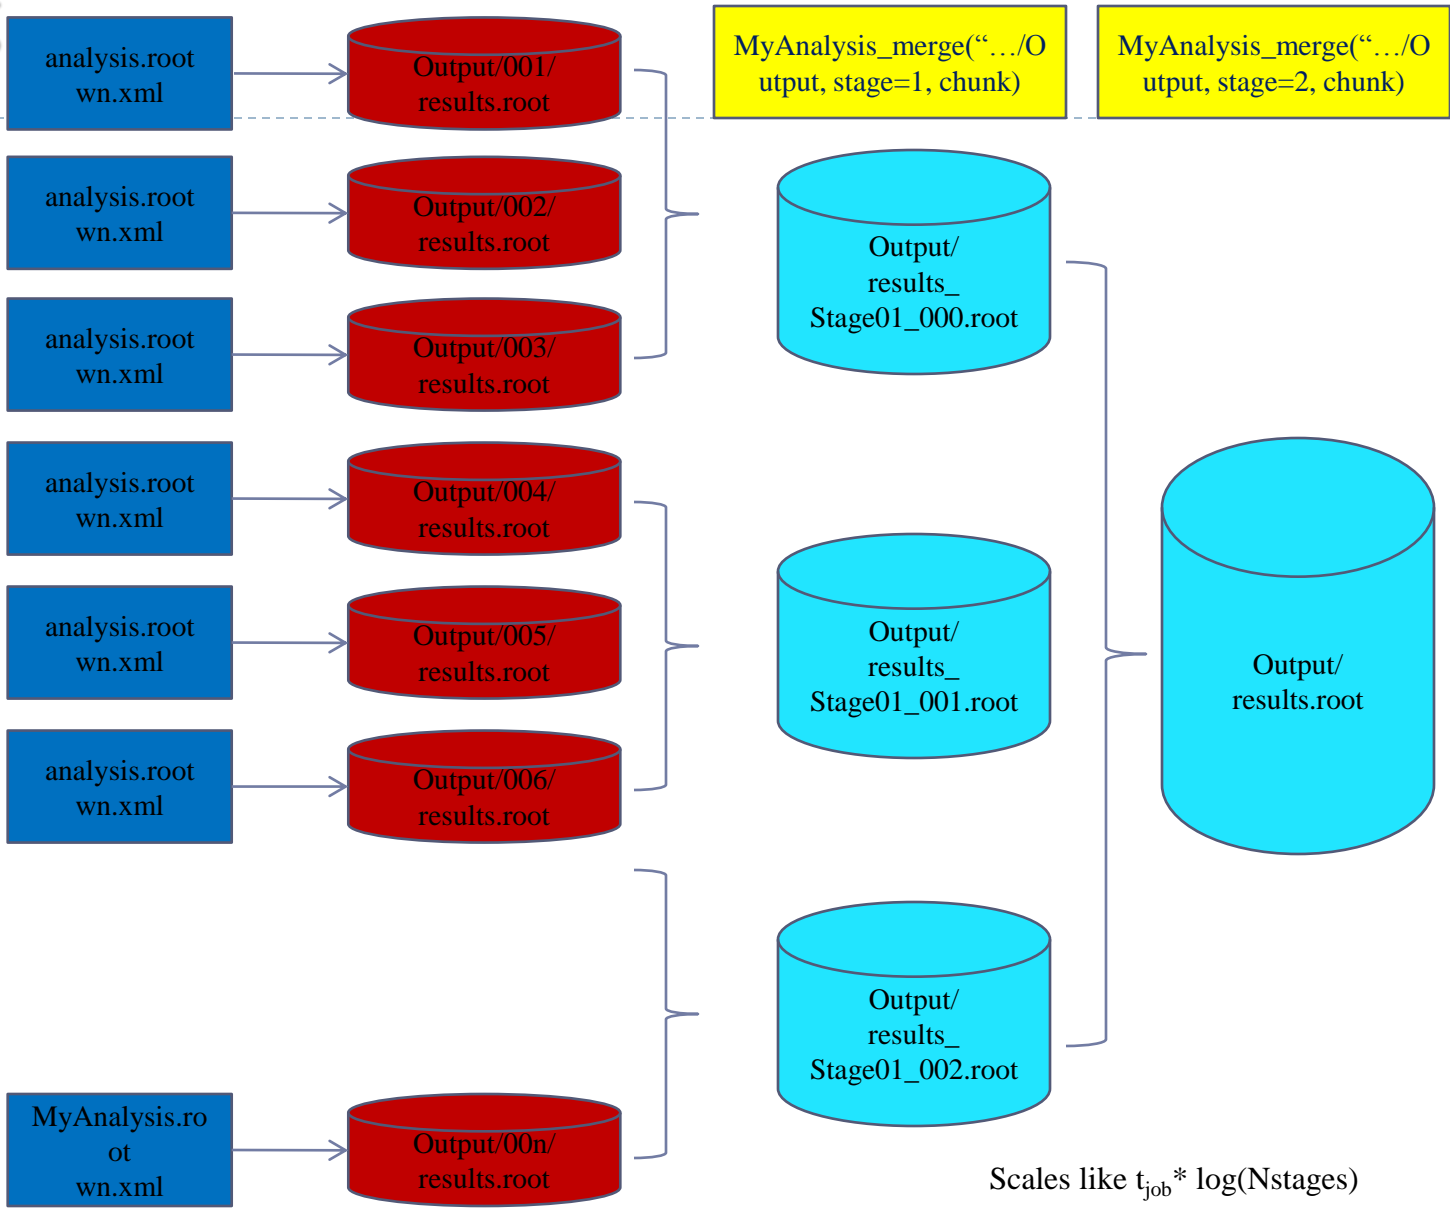 analysis.root
wn.xml
Output/001/
results.root
MyAnalysis_merge(“…/O
utput, stage=1, chunk)
MyAnalysis_merge(“…/O
utput, stage=2, chunk)
analysis.root
wn.xml
Output/002/
results.root
Output/
results_
Stage01_000.root
analysis.root
wn.xml
Output/003/
results.root
analysis.root
wn.xml
Output/004/
results.root
analysis.root
wn.xml
Output/005/
results.root
Output/
results_
Stage01_001.root
Output/
results.root
analysis.root
wn.xml
Output/006/
results.root
Output/
results_
Stage01_002.root
MyAnalysis.ro
ot
wn.xml
Output/00n/
results.root
Scales like tjob* log(Nstages)